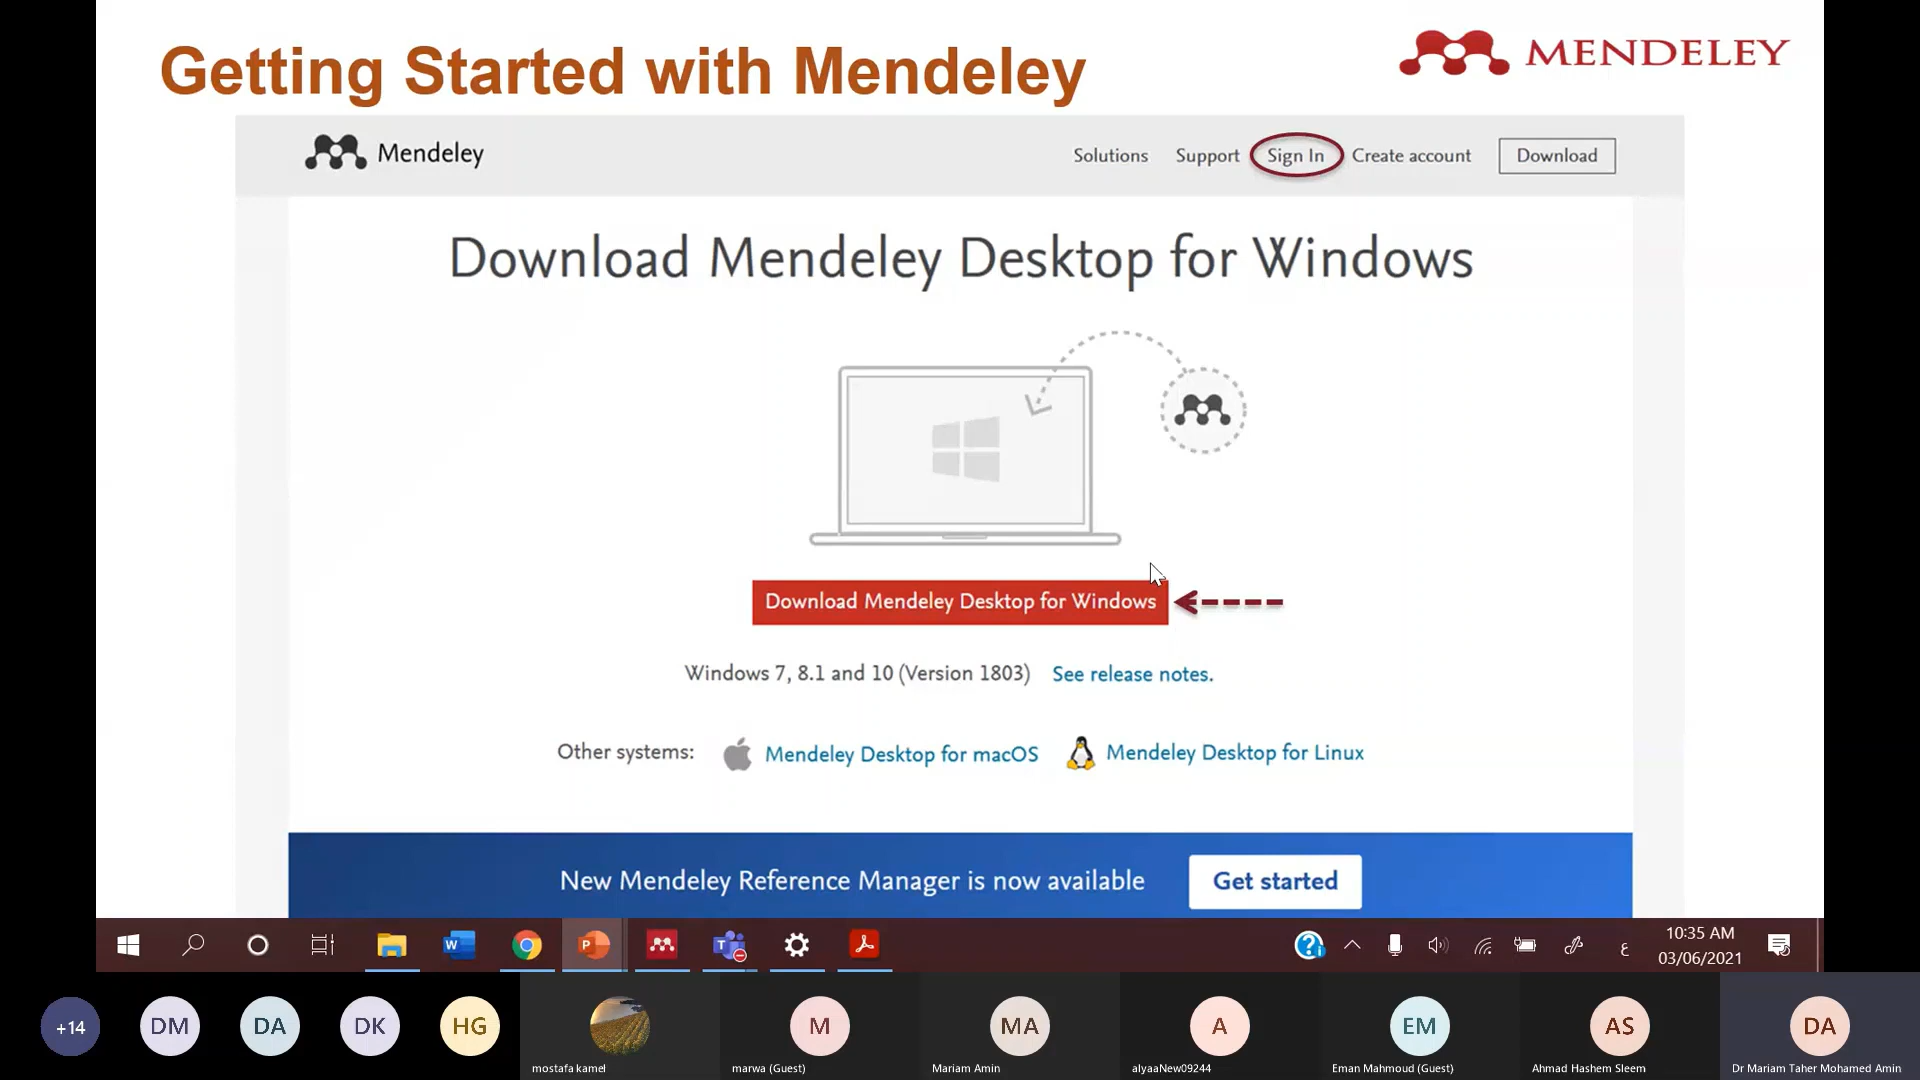 Getting Started with Mendeley
MENDELEY
Mendeley
Solutions Support Sign In Create account Download
Download Mendeley Desktop for Windows
Download Mendeley Desktop for Windows
Windows 7, 8.1 and 10 (Version 1803) See release notes.
Other systems: Mendeley Desktop for macOS Mendeley Desktop for Linux
New Mendeley Reference Manager is now available Get started
ع
10:35 AM
03/06/2021
+14 DM DA DK HG M MA A EM AS DA
mostafa kamel marwa (Guest) Mariam Amin alyaaNew09244 Eman Mahmoud (Guest) Ahmad Hashem Sleem Dr Mariam Taher Mohamed Amin